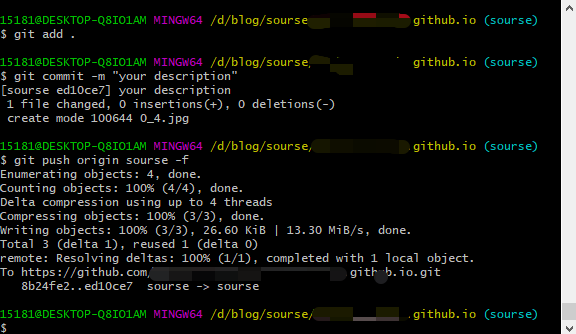 15181@DESKTOP-Q8IO1AM MINGW64 /d/blog/sourse/ .github.io (sourse)
$ git add .
15181@DESKTOP-Q8IO1AM MINGW64 /d/blog/sourse/ .github.io (sourse)
$ git commit -m "your description"
[sourse ed10ce7] your description
1 file changed, 0 insertions(+), 0 deletions(-)
create mode 100644 0_4.jpg
15181@DESKTOP-Q8IO1AM MINGW64 /d/blog/sourse/ .github.io (sourse)
$ git push origin sourse -f
Enumerating objects: 4, done.
Counting objects: 100% (4/4), done.
Delta compression using up to 4 threads
Compressing objects: 100% (3/3), done.
Writing objects: 100% (3/3), 26.60 KiB | 13.30 MiB/s, done.
Total 3 (delta 1), reused 1 (delta 0)
remote: Resolving deltas: 100% (1/1), completed with 1 local object.
To https://github.com/ github.io.git
8b24fe2..ed10ce7 sourse -> sourse
15181@DESKTOP-Q8IO1AM MINGW64 /d/blog/sourse/ .github.io (sourse)
$